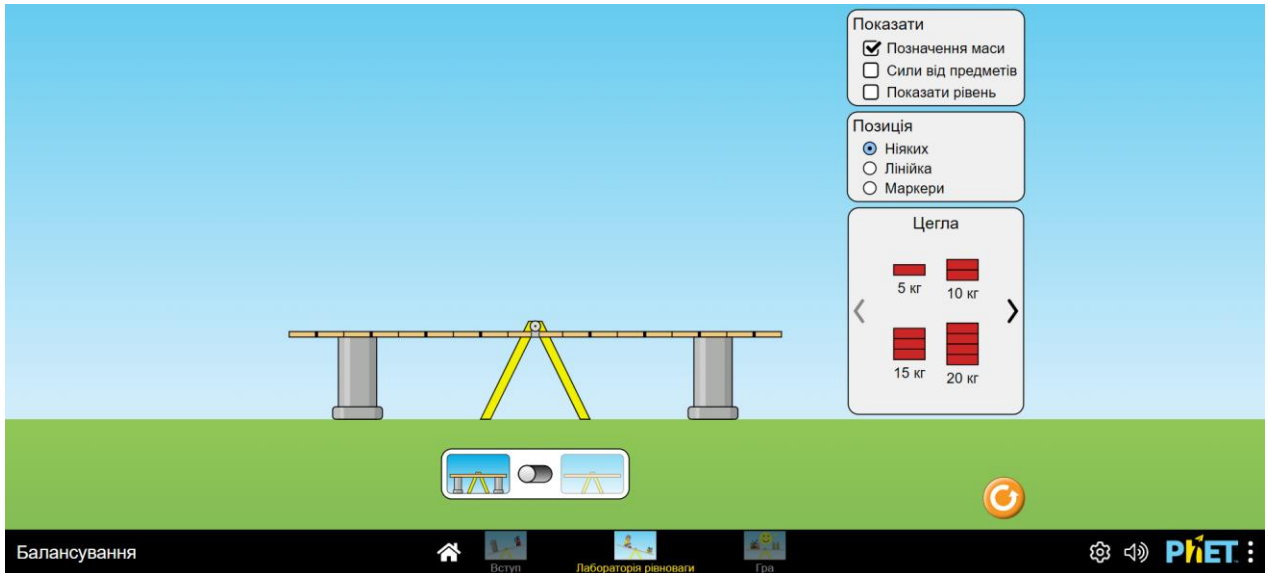 Показати
Позначення маси
Сили від предметів
Показати рівень
Позиція
Ніяких
Лінійка
Маркери
Цегла
5 кг
10 кг
15 кг
20 кг
Балансування
Вступ
Лабораторія рівноваги
Гра
PhET